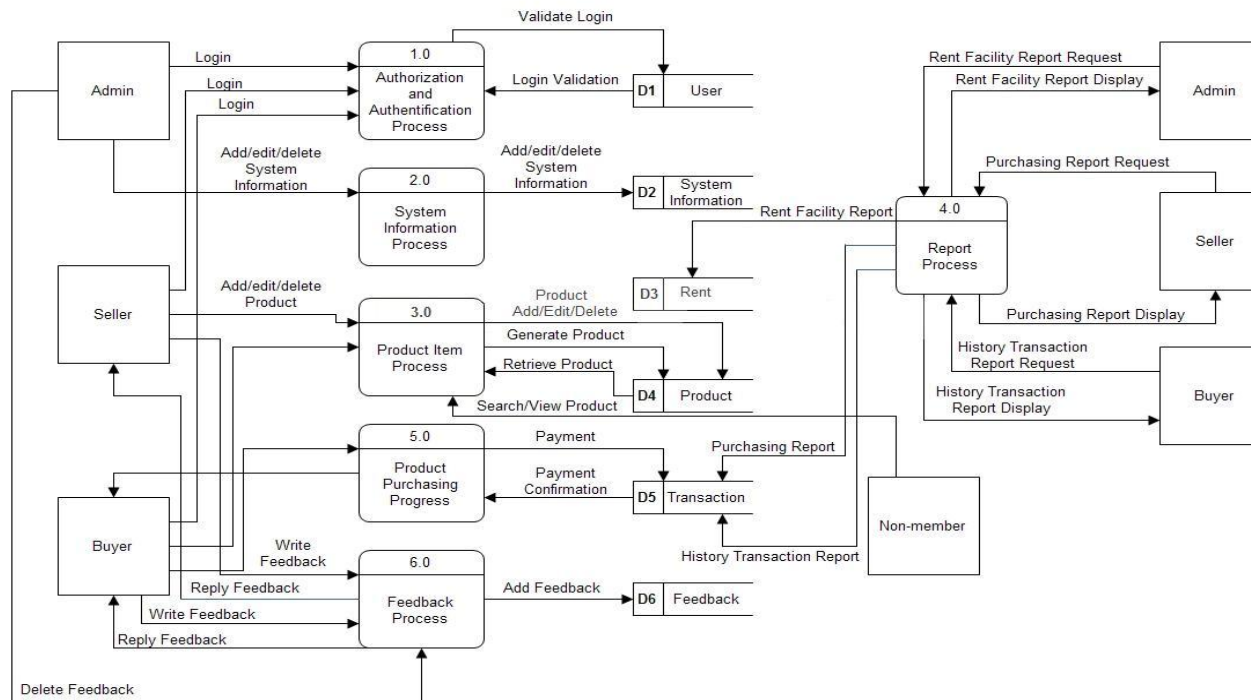 Validate Login
Login
1.0
Authorization
and
Authentification
Process
Admin
Login
Login
Login Validation
D1
User
Rent Facility Report Request
Rent Facility Report Display
Admin
Add/edit/delete
System
Information
2.0
System
Information
Process
Add/edit/delete
System
Information
D2
System
Information
Purchasing Report Request
Rent Facility Report
4.0
Report
Process
Seller
Seller
Add/edit/delete
Product
3.0
Product Item
Process
Product
Add/Edit/Delete
Generate Product
Retrieve Product
D3
Rent
D4
Product
Search/View Product
Purchasing Report Display
History Transaction
Report Request
History Transaction
Report Display
Buyer
5.0
Product
Purchasing
Progress
Payment
Payment
Confirmation
Purchasing Report
D5
Transaction
History Transaction Report
Non-member
Buyer
Write
Feedback
Reply Feedback
Write Feedback
Reply Feedback
6.0
Feedback
Process
Add Feedback
D6
Feedback
Delete Feedback